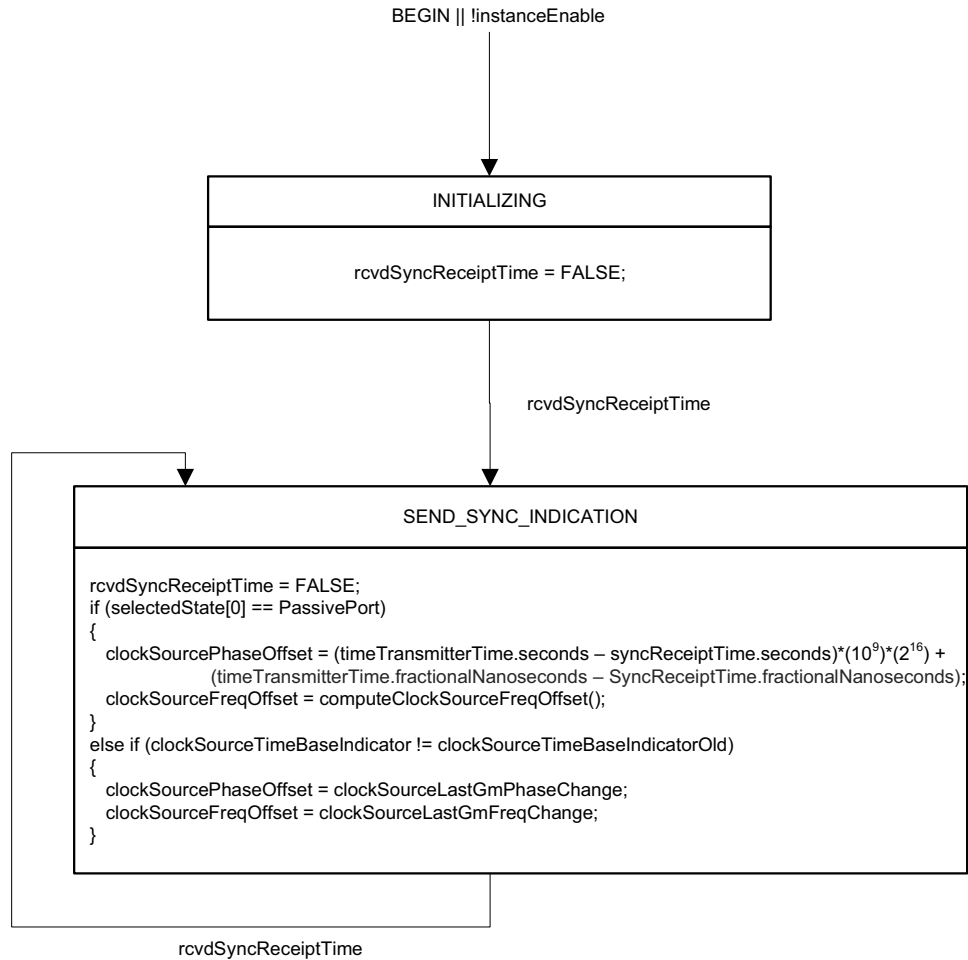 BEGIN || !instanceEnable
INITIALIZING
rcvdSyncReceiptTime = FALSE;
rcvdSyncReceiptTime
SEND_SYNC_INDICATION
rcvdSyncReceiptTime = FALSE;
if (selectedState[0] == PassivePort)
{
clockSourcePhaseOffset = (timeTransmitterTime.seconds – syncReceiptTime.seconds)*(10⁹)*(2¹⁶) +
(timeTransmitterTime.fractionalNanoseconds – SyncReceiptTime.fractionalNanoseconds);
clockSourceFreqOffset = computeClockSourceFreqOffset();
}
else if (clockSourceTimeBaseIndicator != clockSourceTimeBaseIndicatorOld)
{
clockSourcePhaseOffset = clockSourceLastGmPhaseChange;
clockSourceFreqOffset = clockSourceLastGmFreqChange;
}
rcvdSyncReceiptTime